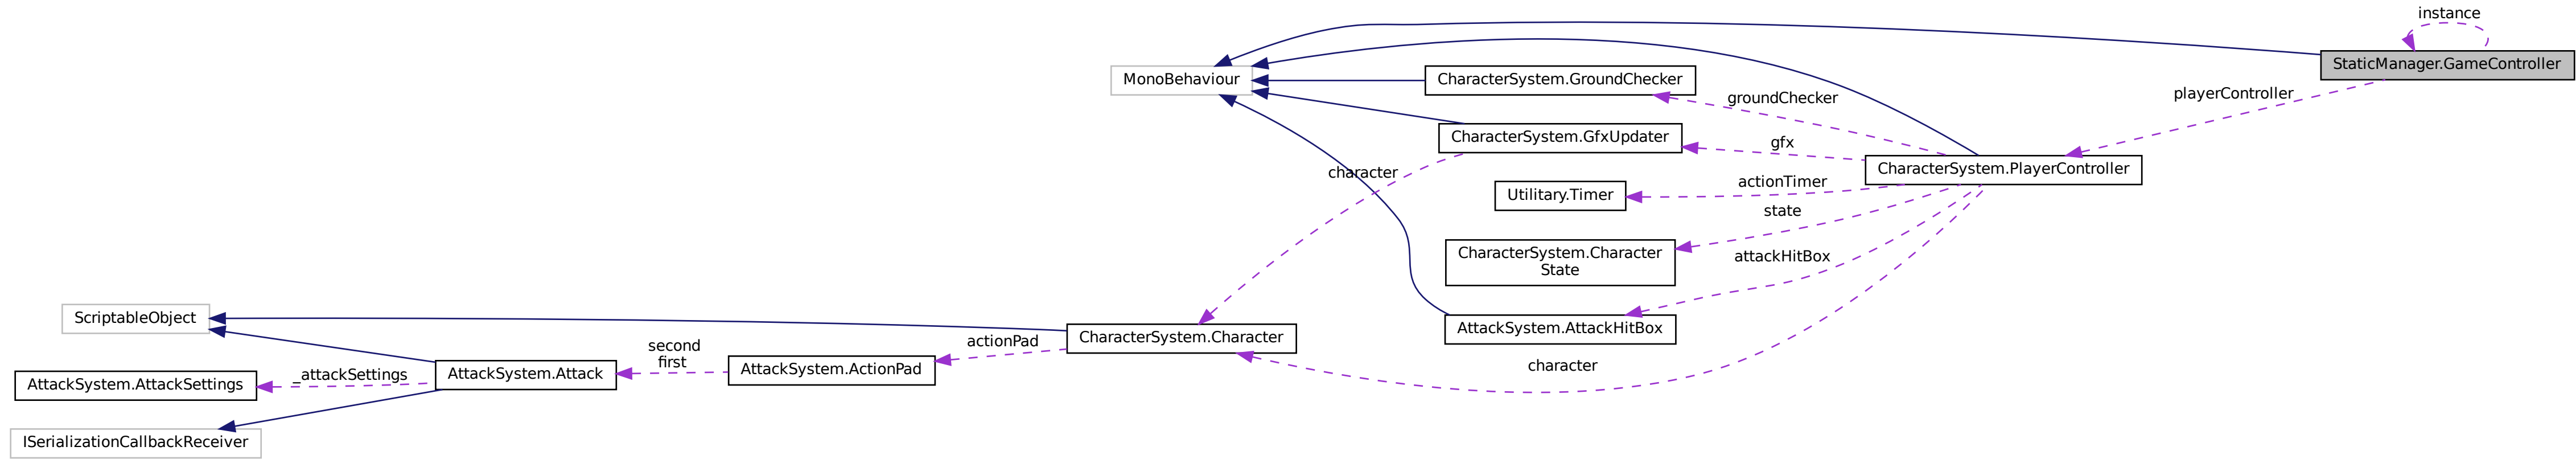 instance
StaticManager.GameController
MonoBehaviour
CharacterSystem.GroundChecker
playerController
groundChecker
CharacterSystem.GfxUpdater
gfx
character
CharacterSystem.PlayerController
actionTimer
Utilitary.Timer
state
CharacterSystem.Character
State
attackHitBox
ScriptableObject
AttackSystem.AttackHitBox
CharacterSystem.Character
actionPad
second
first
character
AttackSystem.ActionPad
AttackSystem.Attack
_attackSettings
AttackSystem.AttackSettings
ISerializationCallbackReceiver